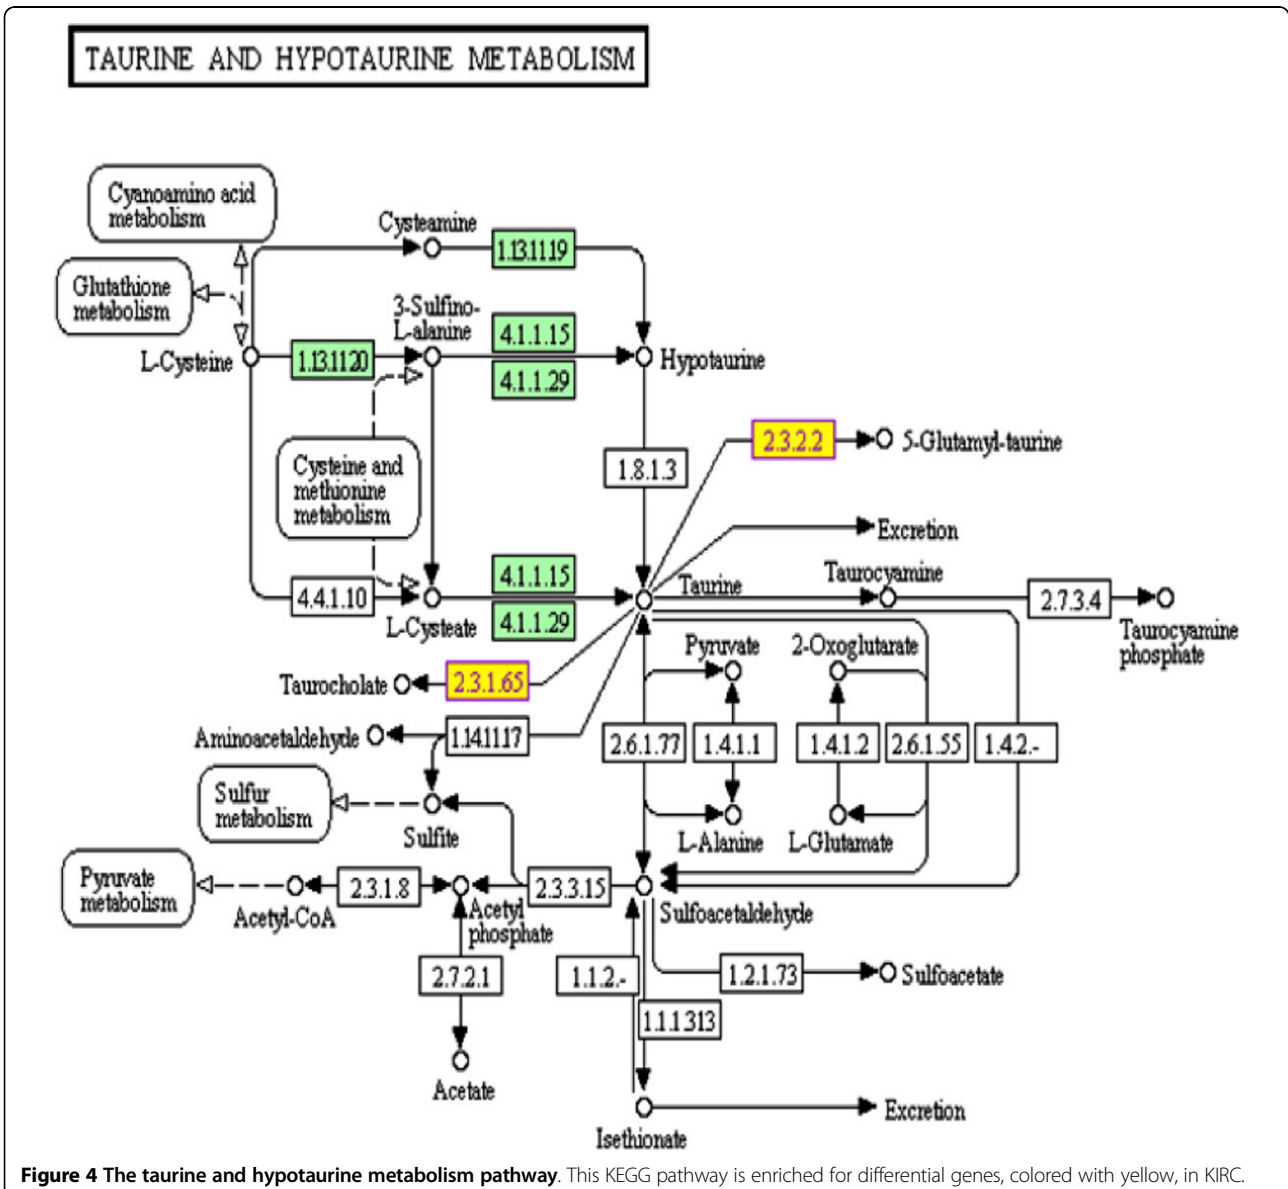 TAURINE AND HYPOTAURINE METABOLISM
Cyanoamino acid
metabolism
Cysteamine
1.13.11.19
Glutathione
metabolism
3-Sulfino-
L-alanine
4.1.1.15
L-Cysteine
1.13.11.20
Hypotaurine
4.1.1.29
2.3.2.2
5-Glutamyl-taurine
Cysteine and
methionine
metabolism
1.8.1.3
Excretion
4.1.1.15
Taurine
Taurocyamine
4.4.1.10
2.7.3.4
L-Cysteate
4.1.1.29
Taurocyamine
phosphate
Pyruvate
2-Oxoglutarate
Taurocholate
2.3.1.65
Aminoacetaldehyde
1.14.11.17
2.6.1.77
1.4.1.1
1.4.1.2
2.6.1.55
1.4.2.-
Sulfur
metabolism
Sulfite
L-Alanine
L-Glutamate
Pyruvate
metabolism
2.3.1.8
2.3.3.15
Acetyl-CoA
Acetyl
phosphate
Sulfoacetaldehyde
2.7.2.1
1.1.2.-
1.2.1.73
Sulfoacetate
1.1.1.313
Acetate
Excretion
Isethionate
Figure 4 The taurine and hypotaurine metabolism pathway. This KEGG pathway is enriched for differential genes, colored with yellow, in KIRC.